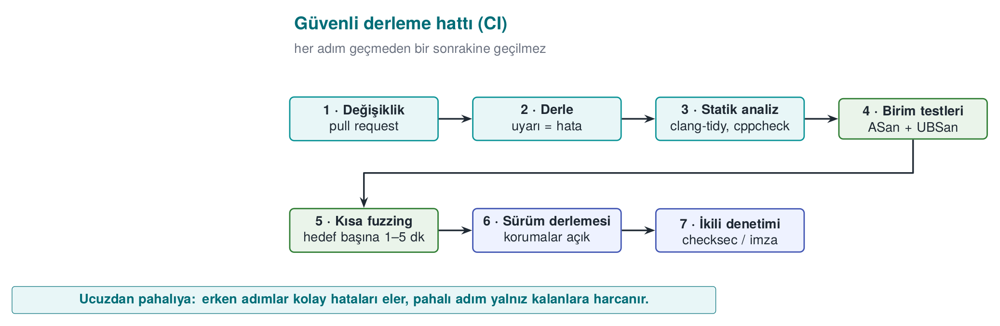 Güvenli derleme hattı (CI)
her adım geçmeden bir sonrakine geçilmez
1 · Değişiklik
pull request
2 · Derle
uyarı = hata
3 · Statik analiz
clang-tidy, cppcheck
4 · Birim testleri
ASan + UBSan
5 · Kısa fuzzing
hedef başına 1–5 dk
6 · Sürüm derlemesi
korumalar açık
7 · İkili denetimi
checksec / imza
Ucuzdan pahalıya: erken adımlar kolay hataları eler, pahalı adım yalnız kalanlara harcanır.